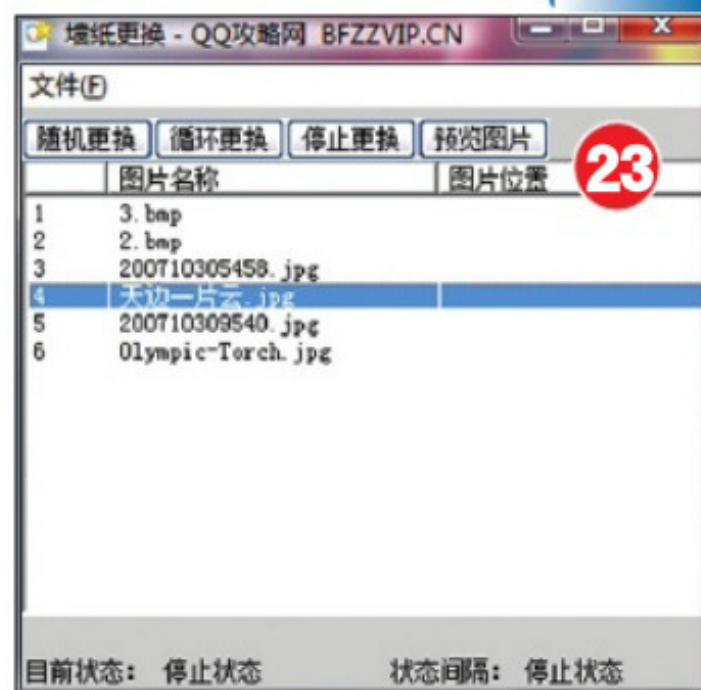 墙纸更换 - QQ攻略网 BFZZVIP.CN
文件(F)
随机更换 循环更换 停止更换 预览图片
23
图片名称 图片位置
1 3.bmp
2 2.bmp
3 200710305458.jpg
4 天边一片云.jpg
5 200710309540.jpg
6 Olympic-Torch.jpg
目前状态: 停止状态 状态间隔: 停止状态